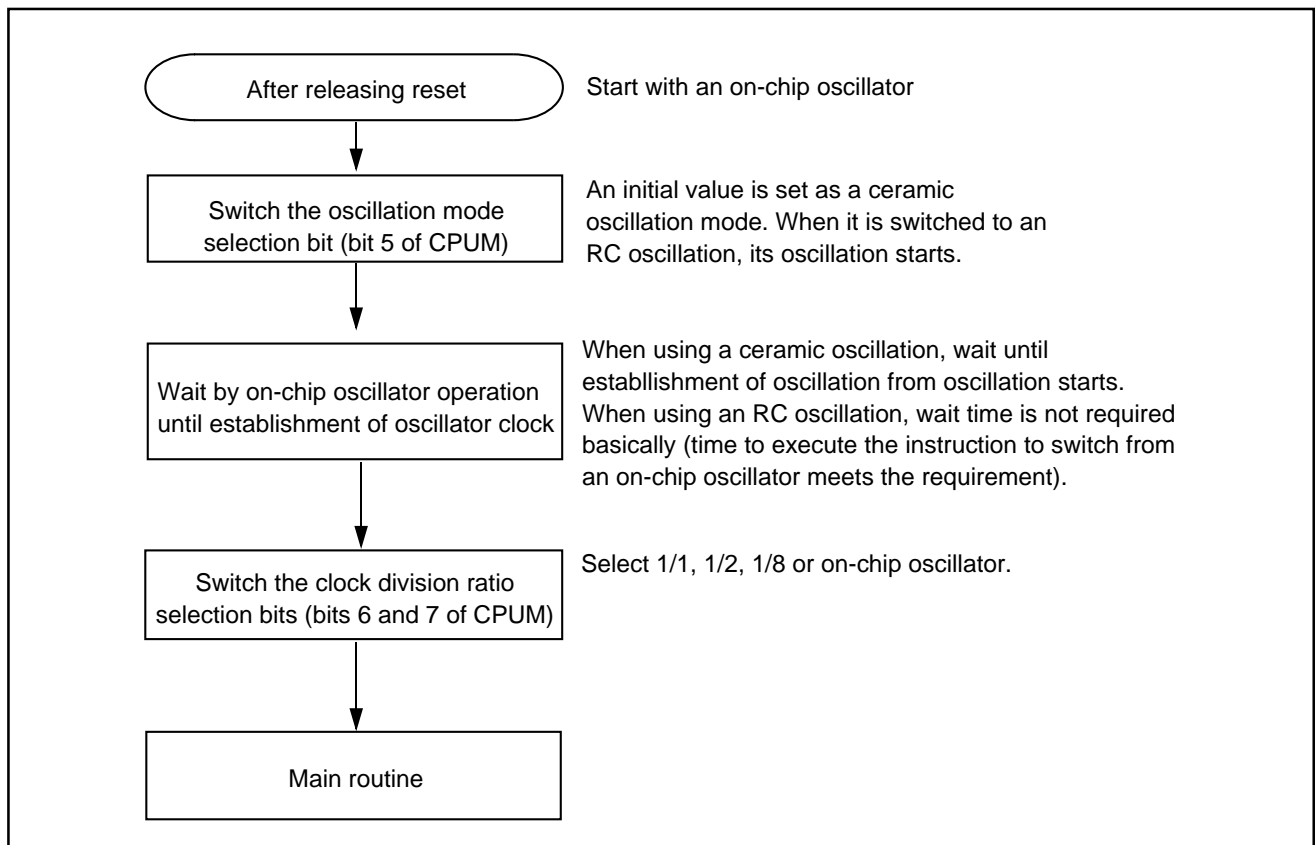 After releasing reset
Start with an on-chip oscillator
Switch the oscillation mode
selection bit (bit 5 of CPUM)
An initial value is set as a ceramic
oscillation mode. When it is switched to an
RC oscillation, its oscillation starts.
Wait by on-chip oscillator operation
until establishment of oscillator clock
When using a ceramic oscillation, wait until
establlishment of oscillation from oscillation starts.
When using an RC oscillation, wait time is not required
basically (time to execute the instruction to switch from
an on-chip oscillator meets the requirement).
Switch the clock division ratio
selection bits (bits 6 and 7 of CPUM)
Select 1/1, 1/2, 1/8 or on-chip oscillator.
Main routine